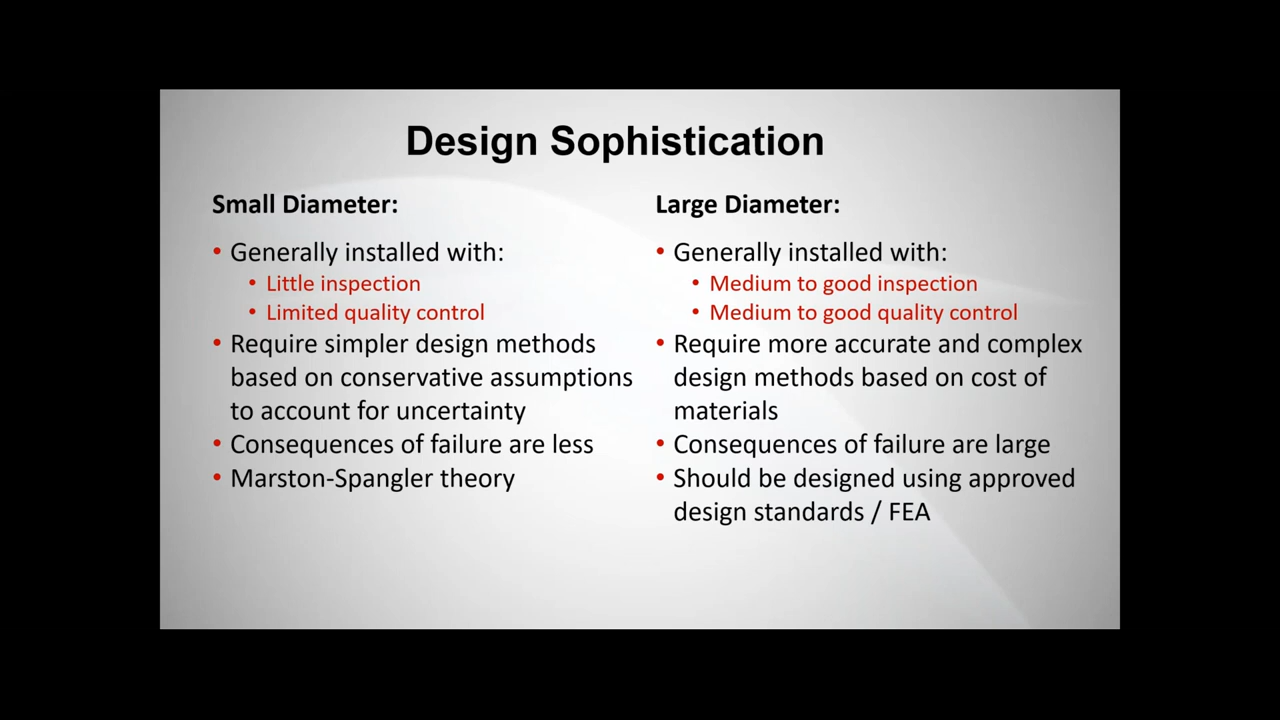 Design Sophistication
Small Diameter:
• Generally installed with:
• Little inspection
• Limited quality control
• Require simpler design methods
based on conservative assumptions
to account for uncertainty
• Consequences of failure are less
• Marston-Spangler theory
Large Diameter:
• Generally installed with:
• Medium to good inspection
• Medium to good quality control
• Require more accurate and complex
design methods based on cost of
materials
• Consequences of failure are large
• Should be designed using approved
design standards / FEA